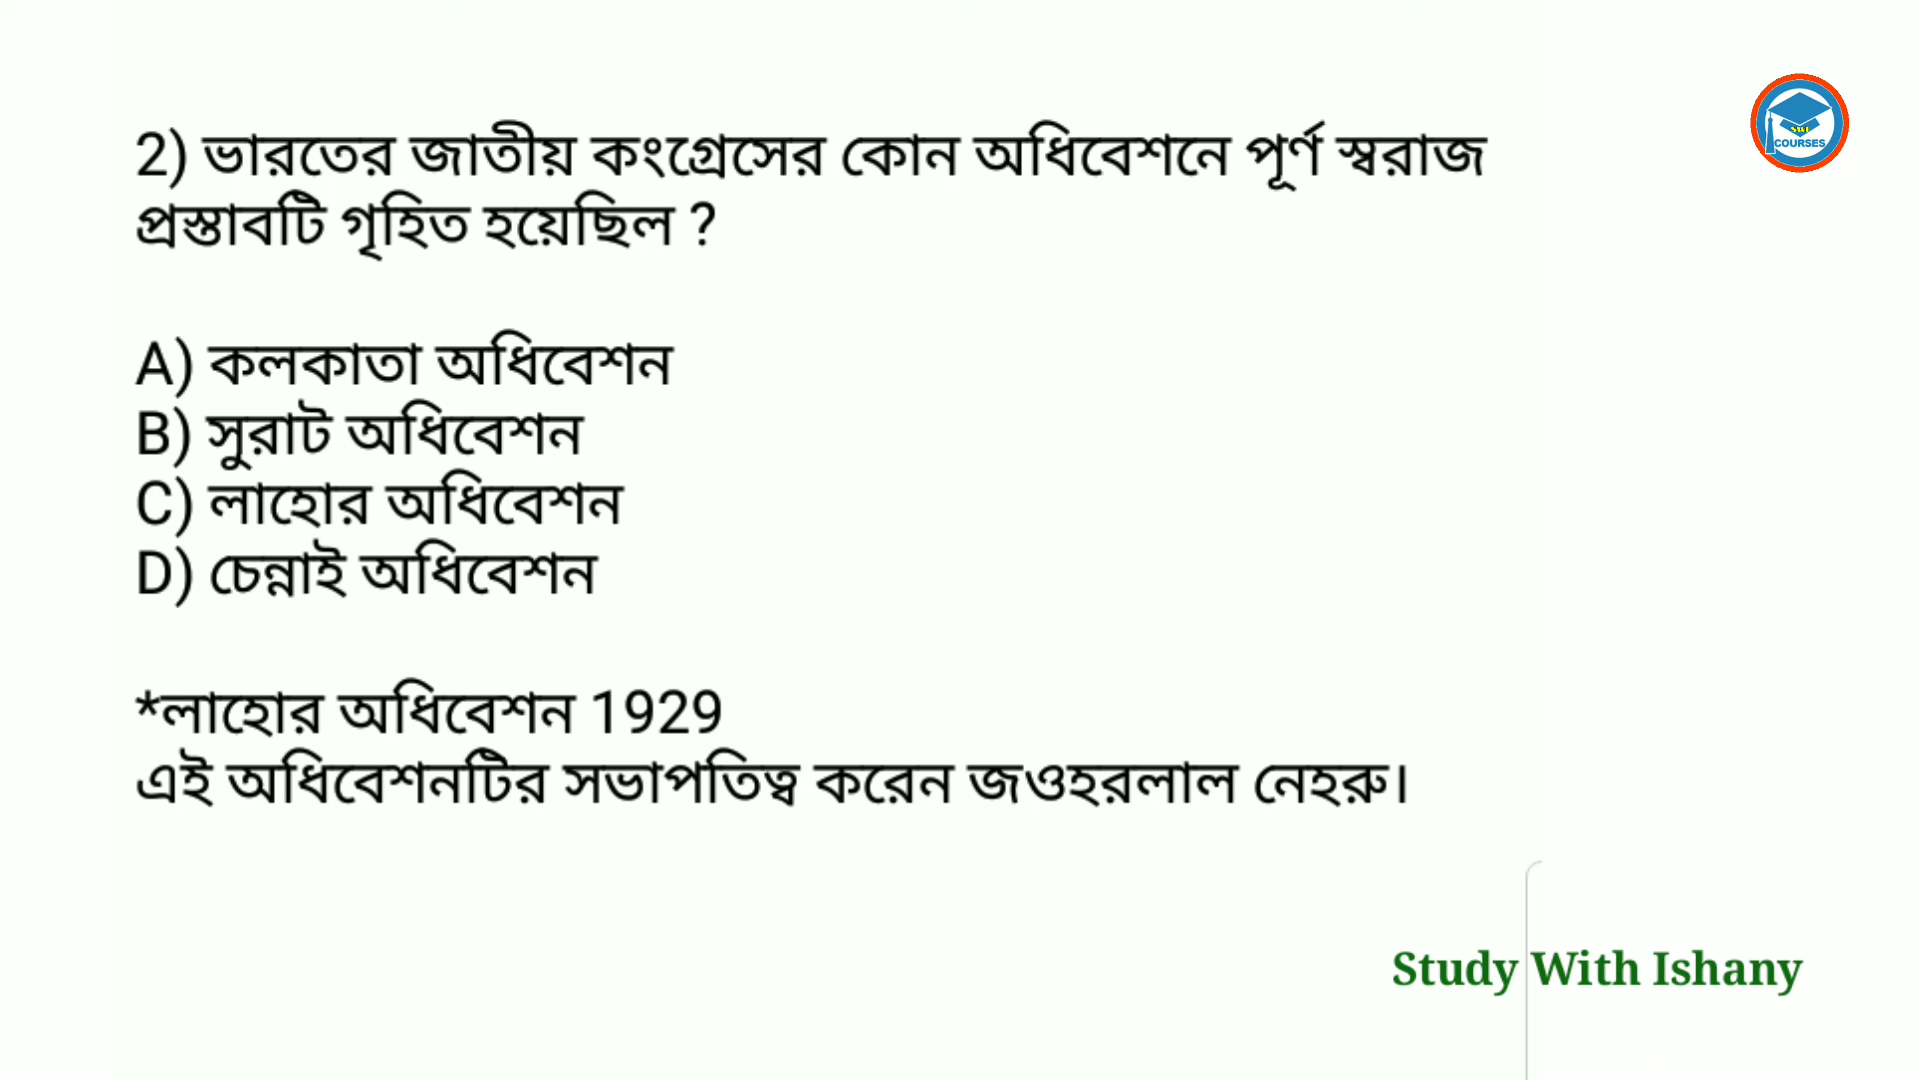 2) ভারতের জাতীয় কংগ্রেসের কোন অধিবেশনে পূর্ণ স্বরাজ
প্রস্তাবটি গৃহিত হয়েছিল ?
A) কলকাতা অধিবেশন
B) সুরাট অধিবেশন
C) লাহোর অধিবেশন
D) চেন্নাই অধিবেশন
*লাহোর অধিবেশন 1929
এই অধিবেশনটির সভাপতিত্ব করেন জওহরলাল নেহরু।
SWI
COURSES
Study With Ishany